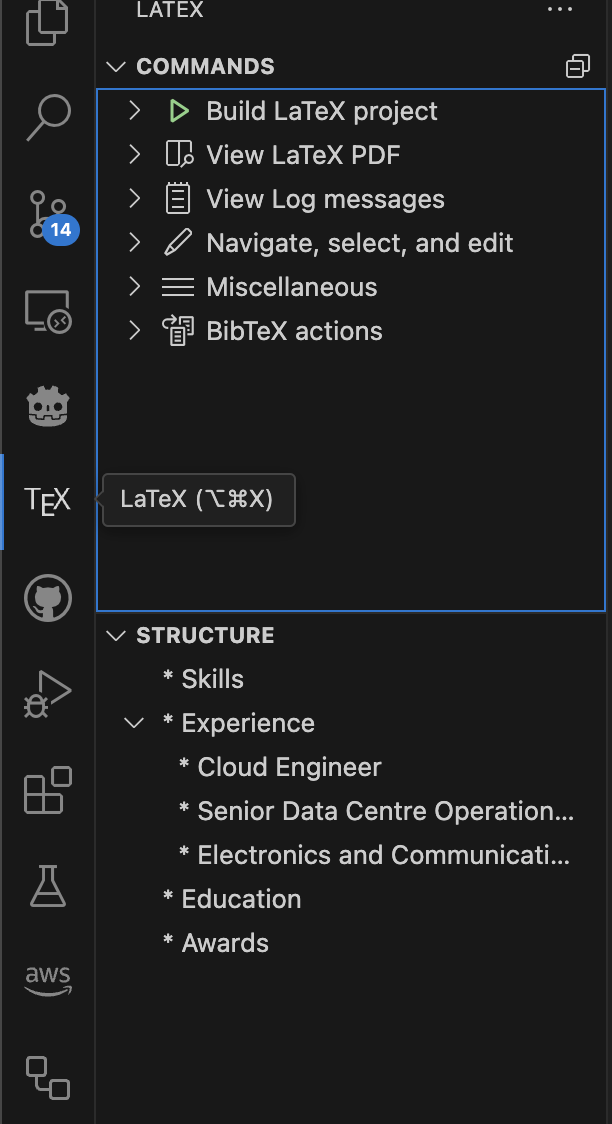 LATEX
COMMANDS
Build LaTeX project
View LaTeX PDF
View Log messages
14
Navigate, select, and edit
Miscellaneous
BibTeX actions
TEX
LaTeX (⌥⌘X)
STRUCTURE
* Skills
* Experience
* Cloud Engineer
* Senior Data Centre Operation...
* Electronics and Communicati...
* Education
* Awards
aws